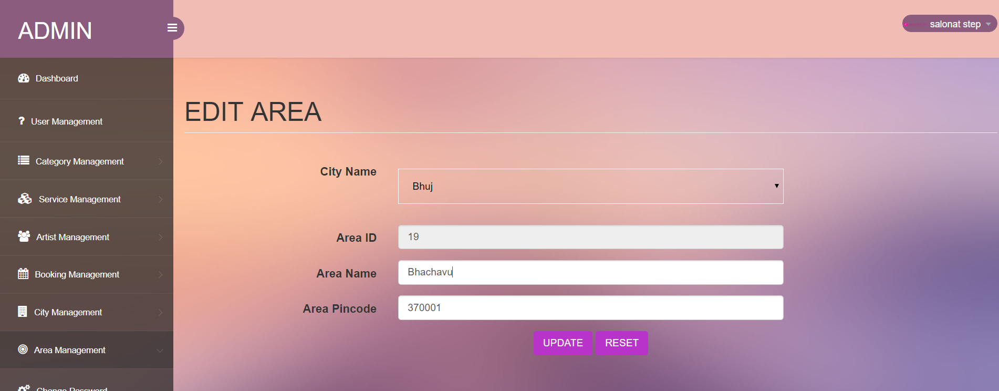 ADMIN
salonat step
Dashboard
User Management
Category Management
Service Management
Artist Management
Booking Management
City Management
Area Management
Change Password
EDIT AREA
City Name
Bhuj
Area ID
19
Area Name
Bhachavu
Area Pincode
370001
UPDATE RESET